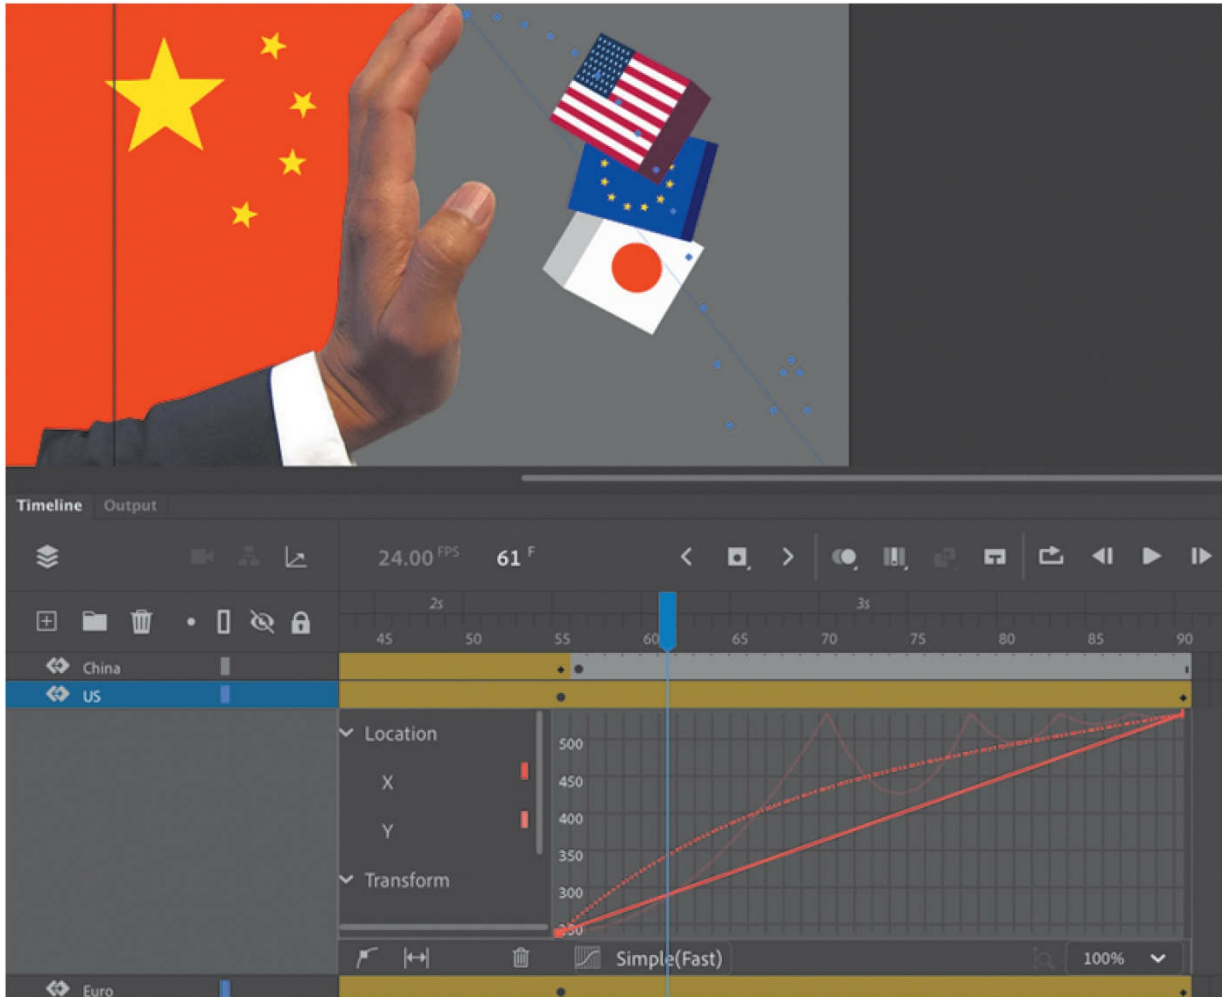 Timeline Output
24.00 FPS 61 F
2s 3s
45 50 55 60 65 70 75 80 85 90
China
US
Location
X
Y
Transform
500
450
400
350
300
Simple(Fast)
100%
Euro